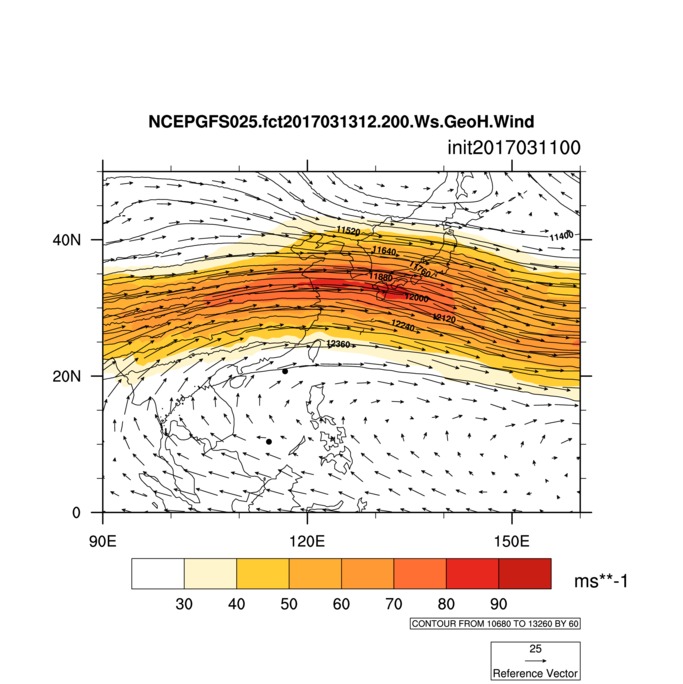 NCEPGFS025.fct2017031312.200.Ws.GeoH.Wind
init2017031100
40N
20N
0
11520
11400
11640
11760
11880
12000
12120
12240
12360
90E 120E 150E
ms**-1
30 40 50 60 70 80 90
CONTOUR FROM 10680 TO 13260 BY 60
25
Reference Vector